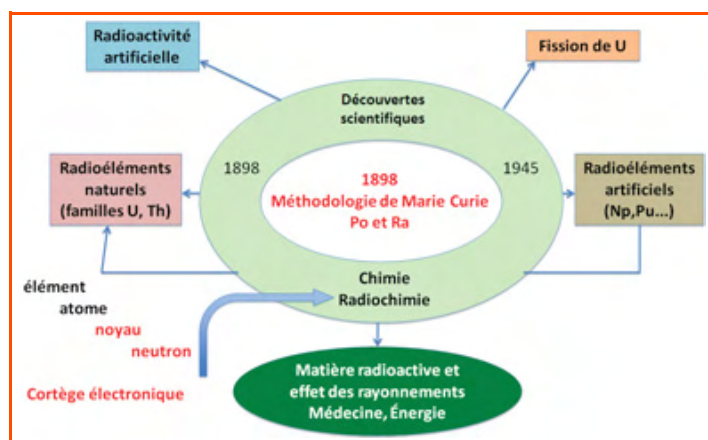 Radioactivité
artificielle
Fission de U
Découvertes
scientifiques
Radioéléments
naturels
(familles U, Th)
1898
1898
Méthodologie de Marie Curie
Po et Ra
1945
Radioéléments
artificiels
(Np,Pu...)
Chimie
Radiochimie
élément
atome
noyau
neutron
Cortège électronique
Matière radioactive et
effet des rayonnements
Médecine, Énergie